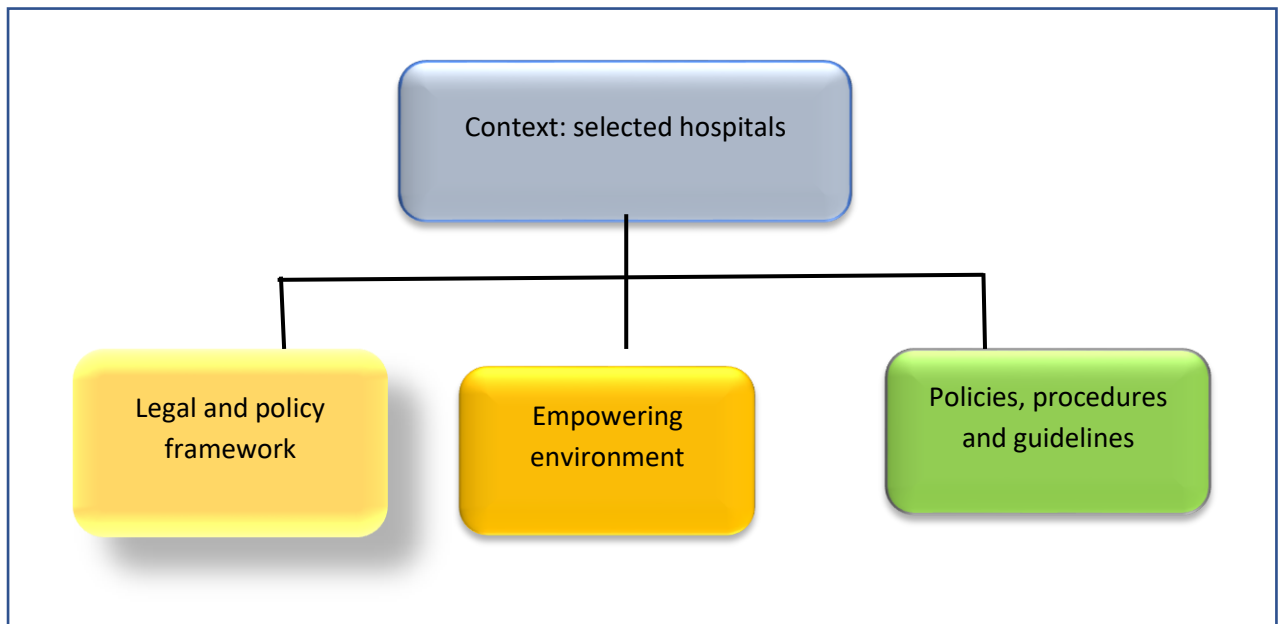 Context: selected hospitals
Legal and policy
framework
Empowering
environment
Policies, procedures
and guidelines